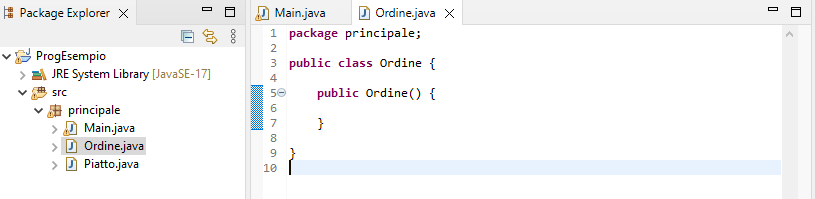 Package Explorer
ProgEsempio
JRE System Library [JavaSE-17]
src
principale
Main.java
Ordine.java
Piatto.java
Main.java
Ordine.java
1 package principale;
2
3 public class Ordine {
4
5 public Ordine() {
6
7 }
8
9 }
10